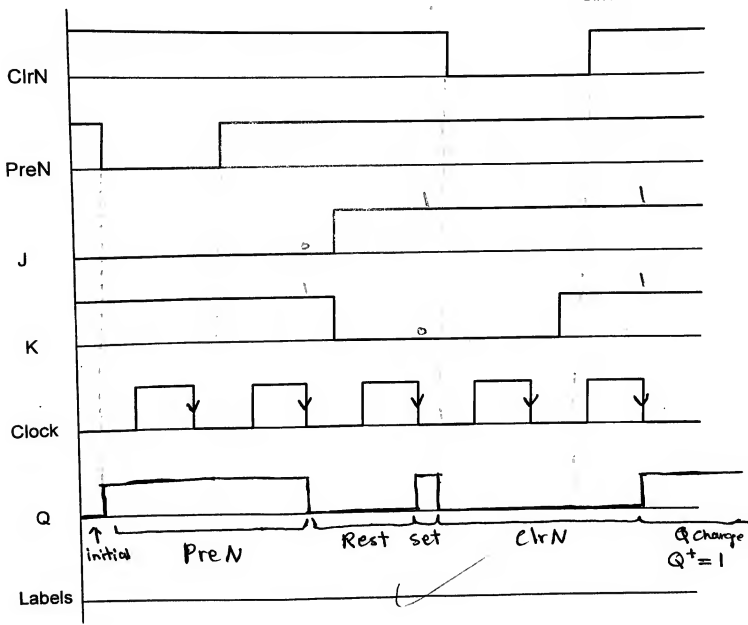 ClrN
PreN
1 1
0
J
1 1
0
K
Clock
Q
initial PreN Rest Set ClrN Q change
Q+ = 1
Labels